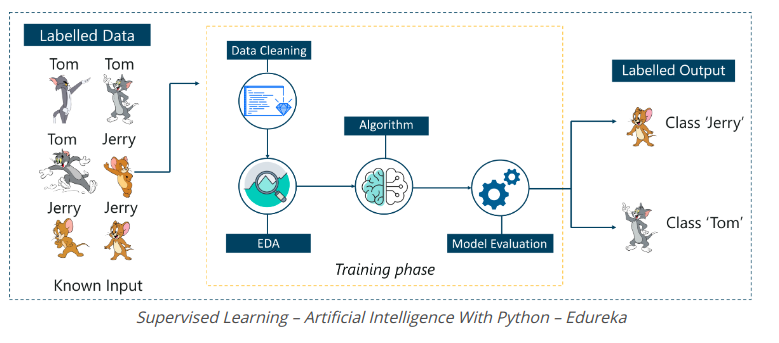 Labelled Data
Tom Tom
Tom Jerry
Jerry Jerry
Known Input
Data Cleaning
EDA
Algorithm
Model Evaluation
Training phase
Labelled Output
Class 'Jerry'
Class 'Tom'
Supervised Learning – Artificial Intelligence With Python – Edureka